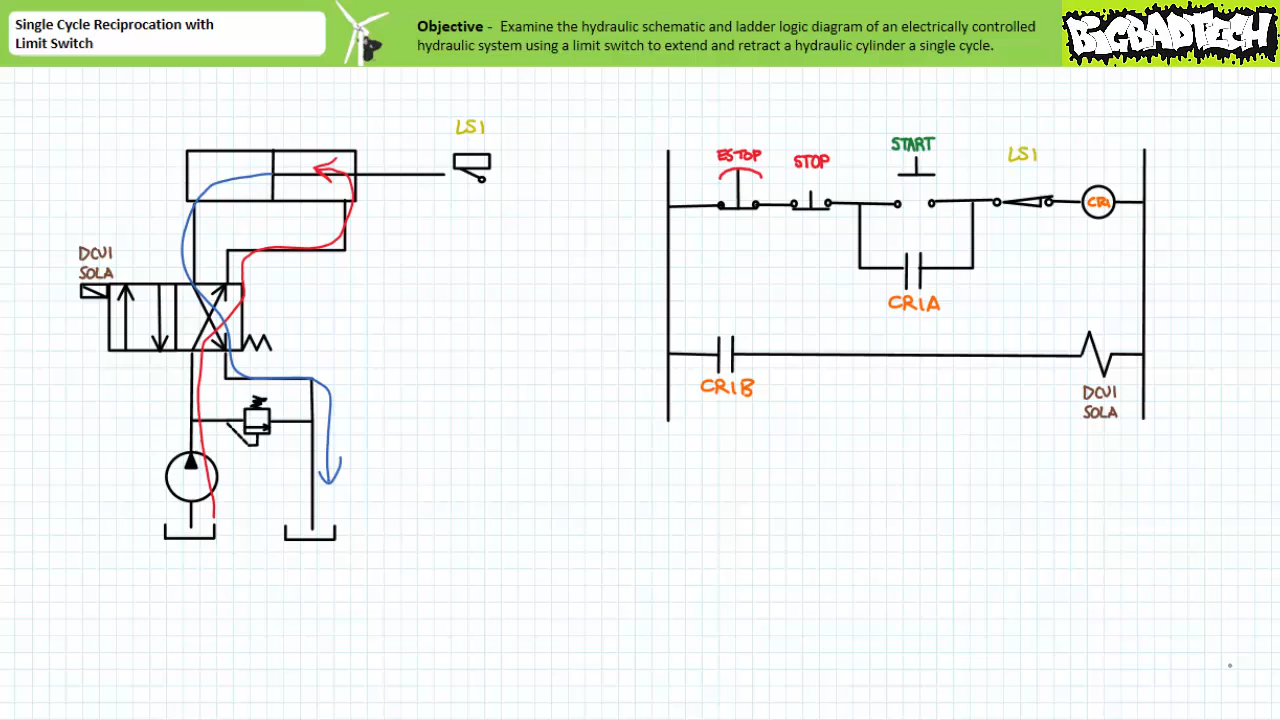 Single Cycle Reciprocation with
Limit Switch
Objective - Examine the hydraulic schematic and ladder logic diagram of an electrically controlled
hydraulic system using a limit switch to extend and retract a hydraulic cylinder a single cycle.
BIGBADTECH
LS1
DCV1
SOLA
ESTOP
STOP
START
LS1
CR1
CR1A
CR1B
DCV1
SOLA